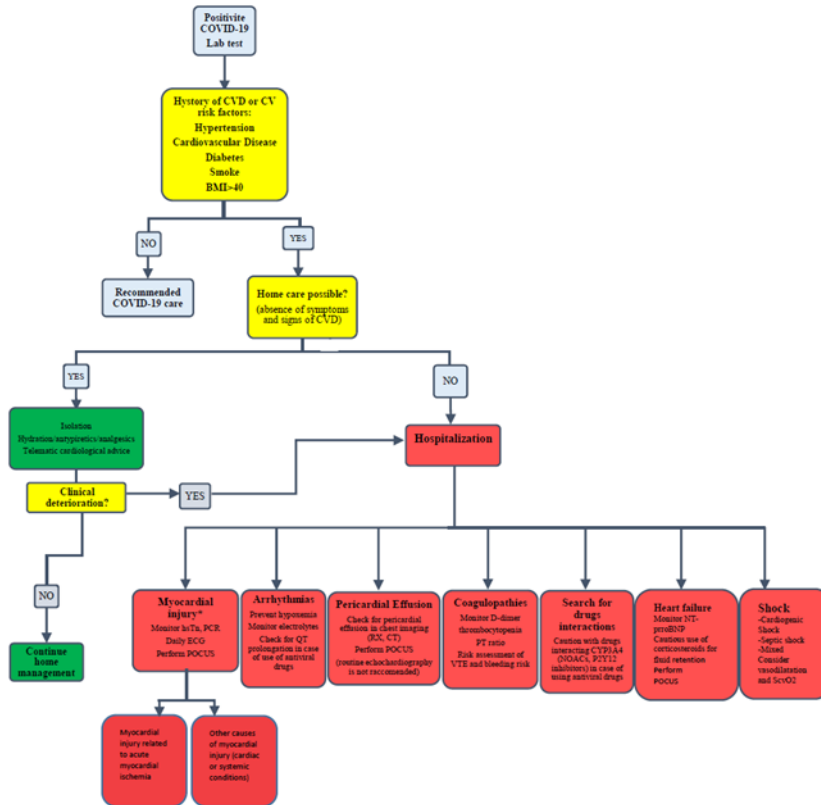 Positivite
COVID-19
Lab test
Hystory of CVD or CV
risk factors:
Hypertension
Cardiovascular Disease
Diabetes
Smoke
BMI>40
NO
YES
Recommended
COVID-19 care
Home care possible?
(absence of symptoms
and signs of CVD)
YES
NO
Isolation
Hydration/antypiretics/analgesics
Telematic cardiological advice
Hospitalization
Clinical
deterioration?
YES
NO
Continue
home
management
Myocardial
injury*
Monitor hsTn, PCR
Daily ECG
Perform POCUS
Arrhythmias
Prevent hypoxemia
Monitor electrolytes
Check for QT
prolongation in case
of use of antiviral
drugs
Pericardial Effusion
Check for pericardial
effusion in chest imaging
(RX, CT)
Perform POCUS
(routine echocardiography
is not raccomended)
Coagulopathies
Monitor D-dimer
thrombocytopenia
PT ratio
Risk assessment of
VTE and bleeding risk
Search for
drugs
interactions
Caution with drugs
interacting CYP3A4
(NOACs, P2Y12
inhibitors) in case of
using antiviral drugs
Heart failure
Monitor NT-
proBNP
Cautious use of
corticosteroids for
fluid retention
Perform
POCUS
Shock
-Cardiogenic
Shock
-Septic shock
-Mixed
Consider
vasodilatation
and ScvO2
Myocardial
injury related
to acute
myocardial
ischemia
Other causes
of myocardial
injury (cardiac
or systemic
conditions)